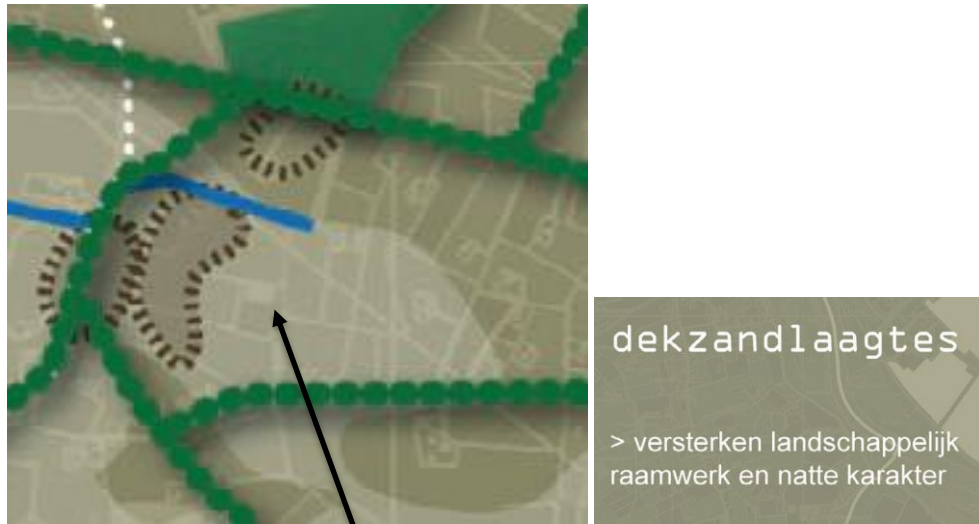 dekzandlaagtes
> versterken landschappelijk
raamwerk en natte karakter